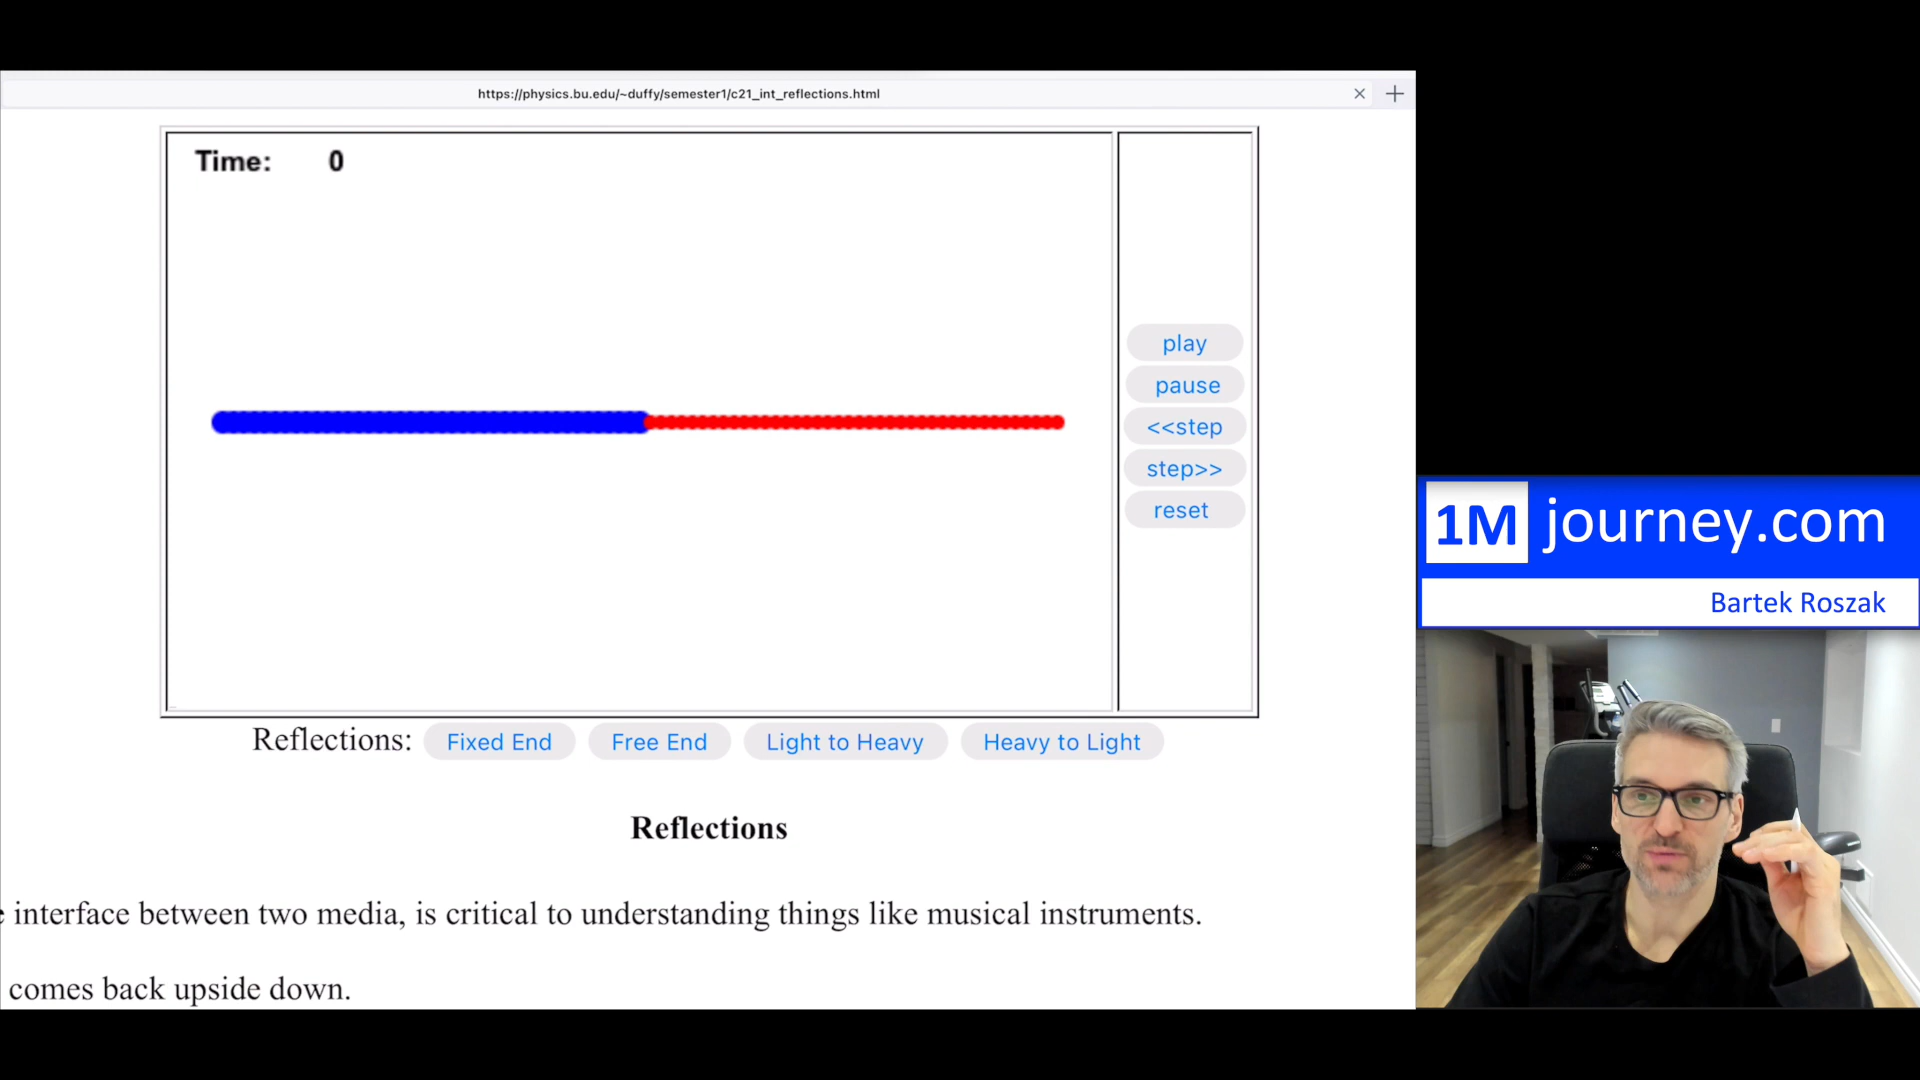 https://physics.bu.edu/~duffy/semester1/c21_int_reflections.html
Time: 0
play
pause
<<step
step>>
reset
Reflections: Fixed End Free End Light to Heavy Heavy to Light
Reflections
interface between two media, is critical to understanding things like musical instruments.
comes back upside down.
1M journey.com
Bartek Roszak